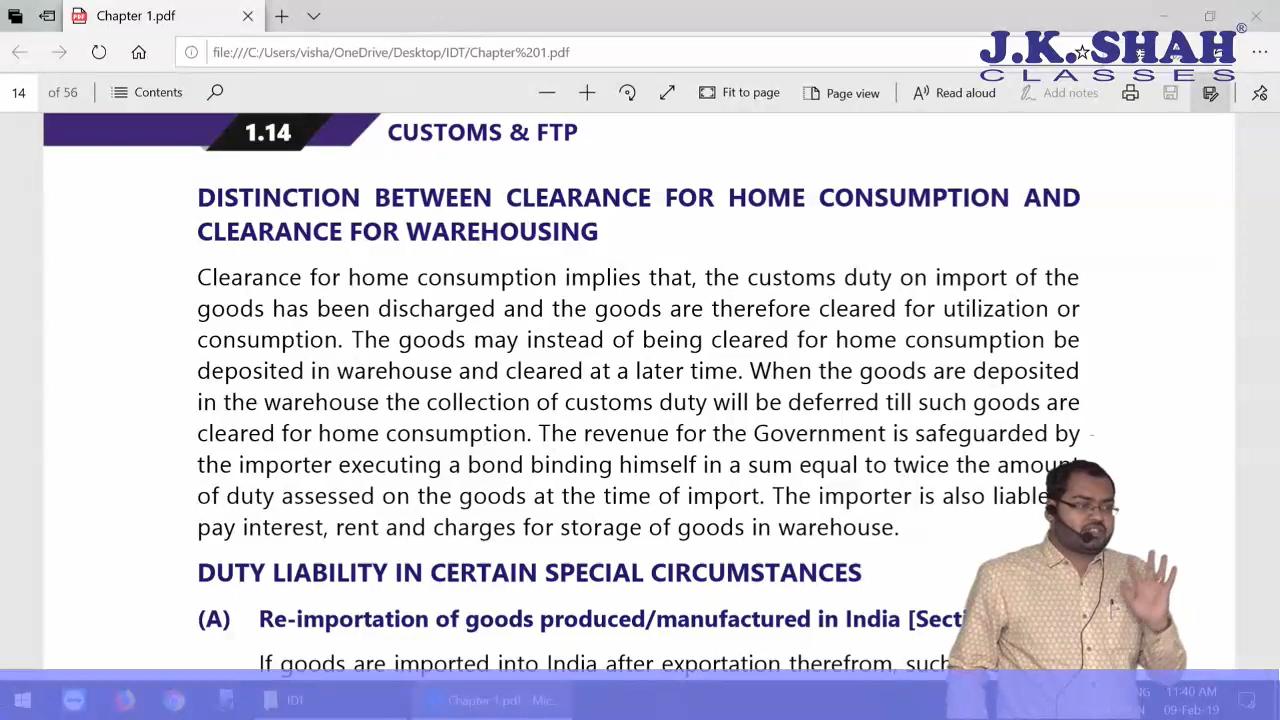 Chapter 1.pdf
file:///C:/Users/visha/OneDrive/Desktop/IDT/Chapter%201.pdf
J.K.SHAH®
CLASSES
14 of 56 Contents Fit to page Page view Read aloud Add notes
1.14 CUSTOMS & FTP
DISTINCTION BETWEEN CLEARANCE FOR HOME CONSUMPTION AND
CLEARANCE FOR WAREHOUSING
Clearance for home consumption implies that, the customs duty on import of the
goods has been discharged and the goods are therefore cleared for utilization or
consumption. The goods may instead of being cleared for home consumption be
deposited in warehouse and cleared at a later time. When the goods are deposited
in the warehouse the collection of customs duty will be deferred till such goods are
cleared for home consumption. The revenue for the Government is safeguarded by
the importer executing a bond binding himself in a sum equal to twice the amount
of duty assessed on the goods at the time of import. The importer is also liable
pay interest, rent and charges for storage of goods in warehouse.
DUTY LIABILITY IN CERTAIN SPECIAL CIRCUMSTANCES
(A) Re-importation of goods produced/manufactured in India [Secti
If goods are imported into India after exportation therefrom, such
IDT Chapter 1.pdf - Mic... 11:40 AM
09-Feb-19